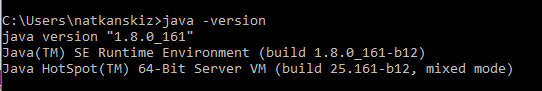 C:\Users\natkanskiz>java -version
java version "1.8.0_161"
Java(TM) SE Runtime Environment (build 1.8.0_161-b12)
Java HotSpot(TM) 64-Bit Server VM (build 25.161-b12, mixed mode)